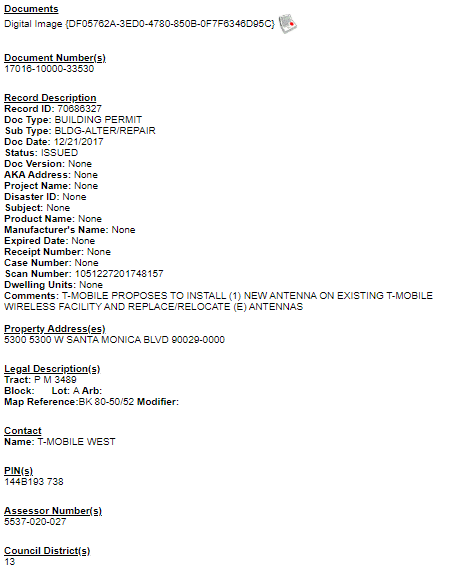 Documents
Digital Image {DF05762A-3ED0-4780-850B-0F7F6346D95C}
Document Number(s)
17016-10000-33530
Record Description
Record ID: 70686327
Doc Type: BUILDING PERMIT
Sub Type: BLDG-ALTER/REPAIR
Doc Date: 12/21/2017
Status: ISSUED
Doc Version: None
AKA Address: None
Project Name: None
Disaster ID: None
Subject: None
Product Name: None
Manufacturer's Name: None
Expired Date: None
Receipt Number: None
Case Number: None
Scan Number: 1051227201748157
Dwelling Units: None
Comments: T-MOBILE PROPOSES TO INSTALL (1) NEW ANTENNA ON EXISTING T-MOBILE
WIRELESS FACILITY AND REPLACE/RELOCATE (E) ANTENNAS
Property Address(es)
5300 5300 W SANTA MONICA BLVD 90029-0000
Legal Description(s)
Tract: P M 3489
Block: Lot: A Arb:
Map Reference:BK 80-50/52 Modifier:
Contact
Name: T-MOBILE WEST
PIN(s)
144B193 738
Assessor Number(s)
5537-020-027
Council District(s)
13